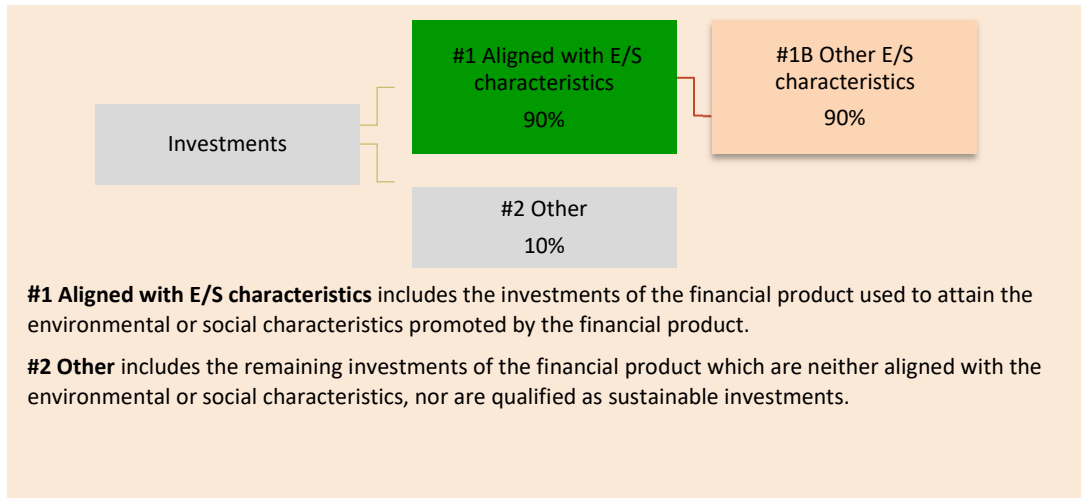 #1 Aligned with E/S
characteristics
90%
#1B Other E/S
characteristics
90%
Investments
#2 Other
10%
#1 Aligned with E/S characteristics includes the investments of the financial product used to attain the
environmental or social characteristics promoted by the financial product.
#2 Other includes the remaining investments of the financial product which are neither aligned with the
environmental or social characteristics, nor are qualified as sustainable investments.